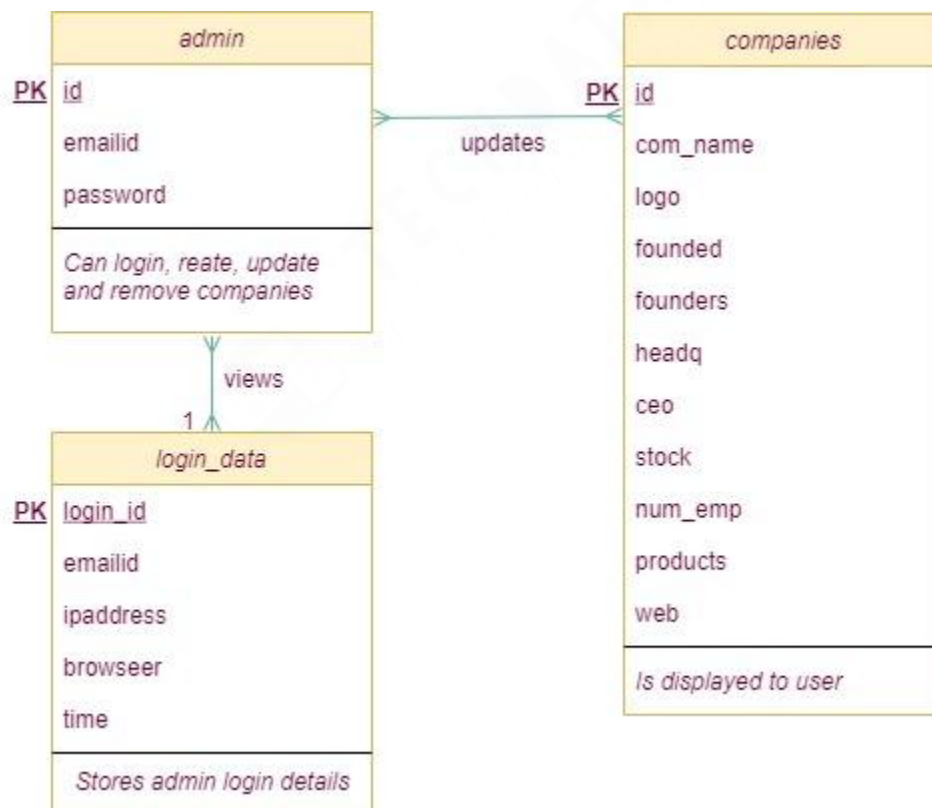 admin
PK id
emailid
password
Can login, reate, update
and remove companies
updates
companies
PK id
com_name
logo
founded
founders
headq
ceo
stock
num_emp
products
web
Is displayed to user
views
1
login_data
PK login_id
emailid
ipaddress
browseer
time
Stores admin login details